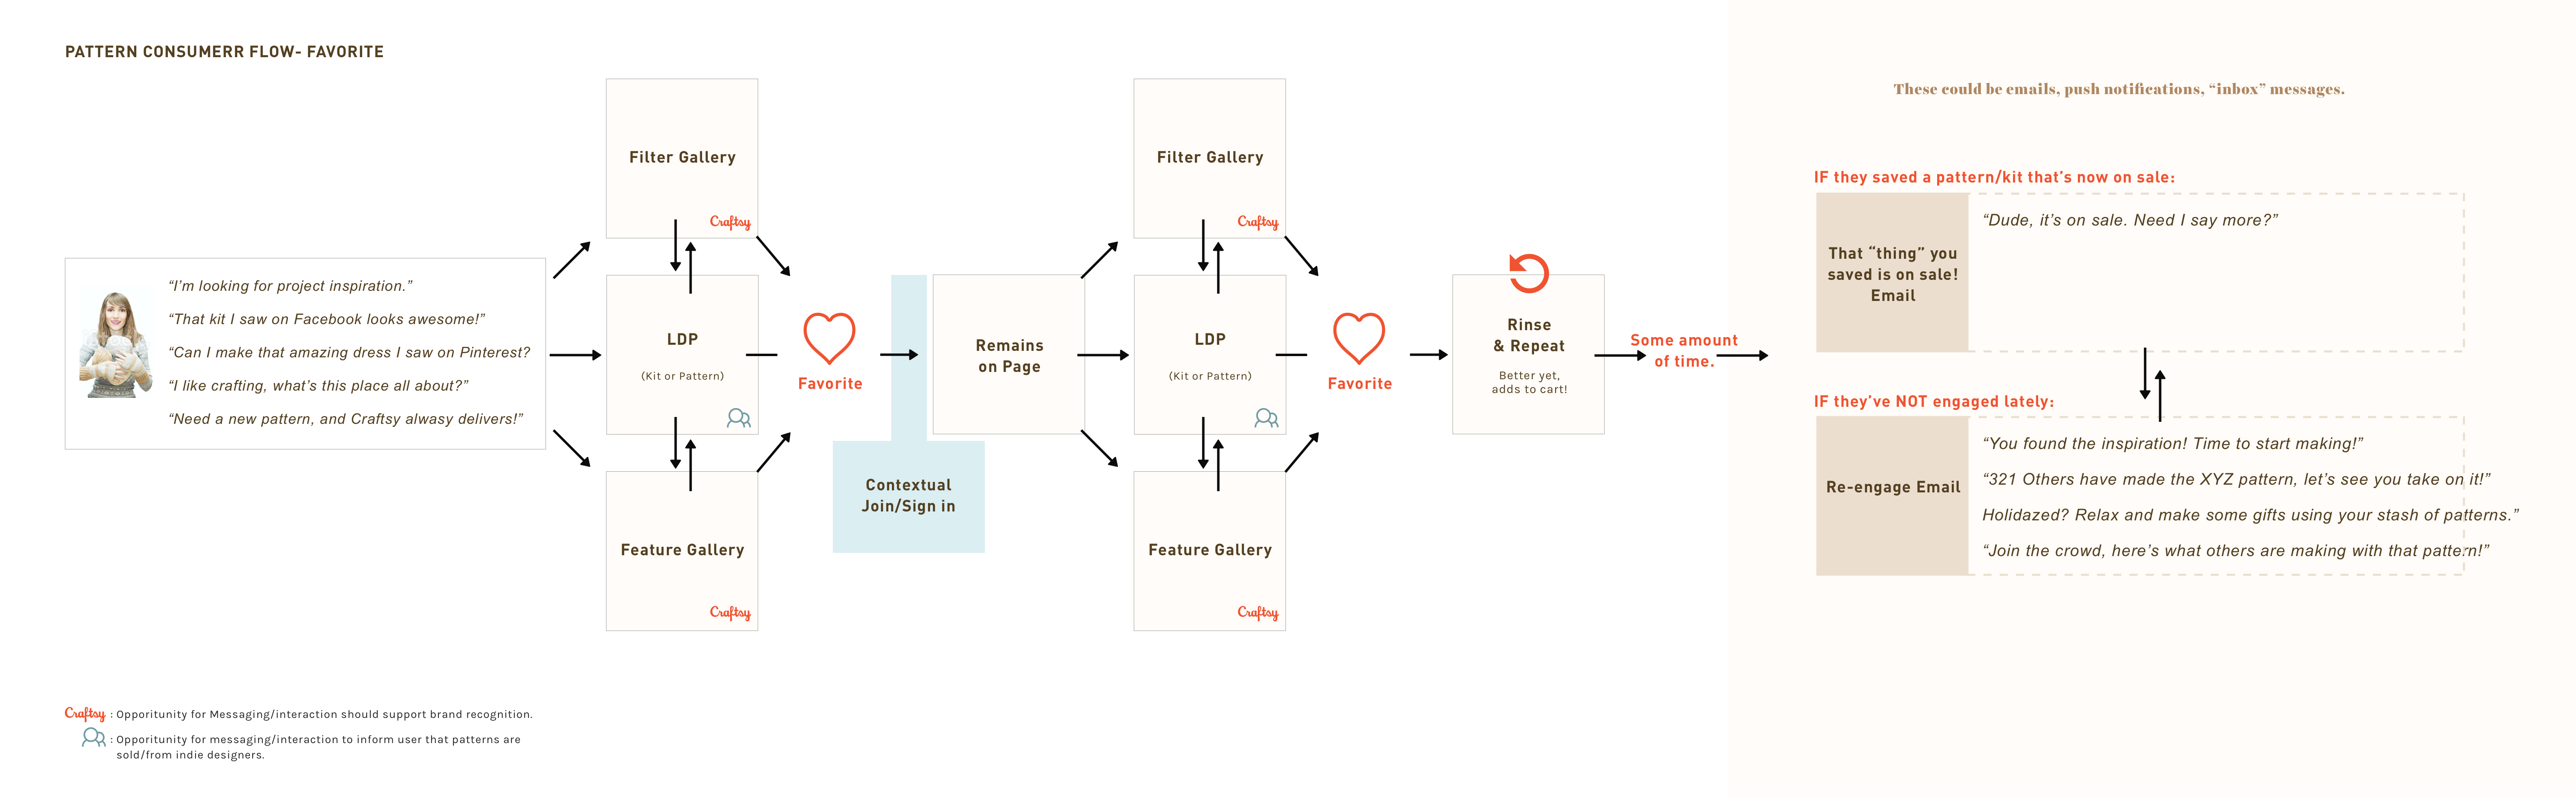 PATTERN CONSUMERR FLOW- FAVORITE
“I’m looking for project inspiration.”
“That kit I saw on Facebook looks awesome!”
“Can I make that amazing dress I saw on Pinterest?
“I like crafting, what’s this place all about?”
“Need a new pattern, and Craftsy alwasy delivers!”
Filter Gallery
Craftsy
LDP
(Kit or Pattern)
Feature Gallery
Craftsy
Favorite
Contextual
Join/Sign in
Remains
on Page
Filter Gallery
Craftsy
LDP
(Kit or Pattern)
Feature Gallery
Craftsy
Favorite
Rinse
& Repeat
Better yet,
adds to cart!
Some amount
of time.
These could be emails, push notifications, “inbox” messages.
IF they saved a pattern/kit that’s now on sale:
That “thing” you
saved is on sale!
Email
“Dude, it’s on sale. Need I say more?”
IF they’ve NOT engaged lately:
Re-engage Email
“You found the inspiration! Time to start making!”
“321 Others have made the XYZ pattern, let’s see you take on it!”
Holidazed? Relax and make some gifts using your stash of patterns.”
“Join the crowd, here’s what others are making with that pattern!”
Craftsy : Opporitunity for Messaging/interaction should support brand recognition.
: Opporitunity for messaging/interaction to inform user that patterns are
sold/from indie designers.